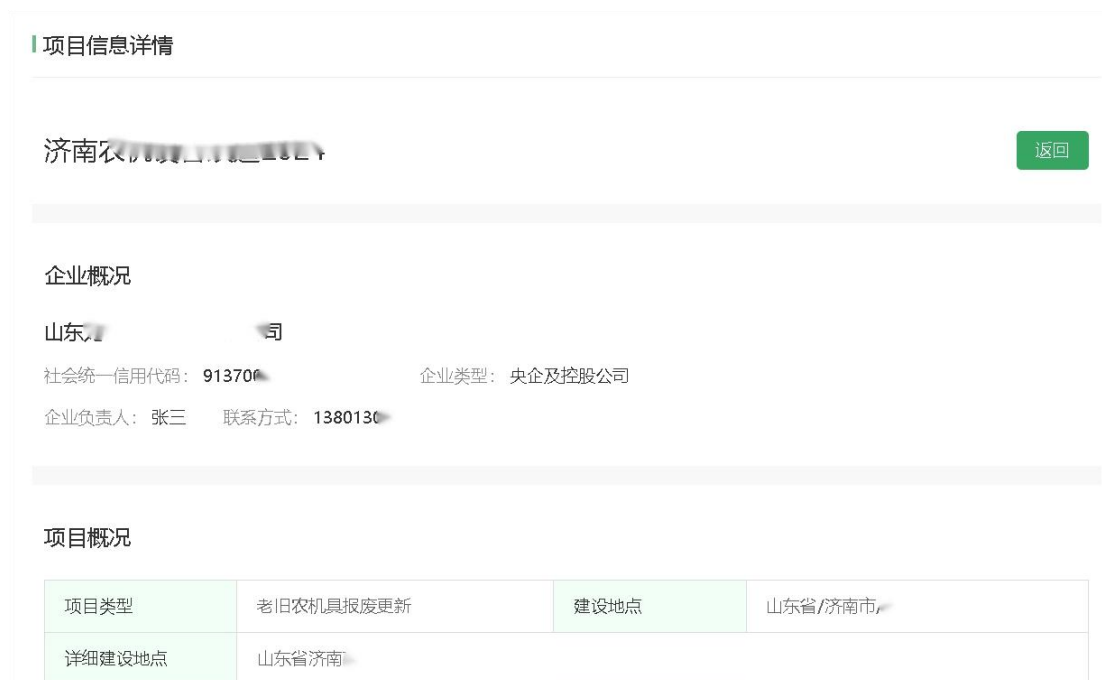 项目信息详情
济南农
返回
企业概况
山东 司
社会统一信用代码： 91370 企业类型： 央企及控股公司
企业负责人： 张三 联系方式： 138013
项目概况
项目类型 老旧农机具报废更新 建设地点 山东省/济南市
详细建设地点 山东省济南